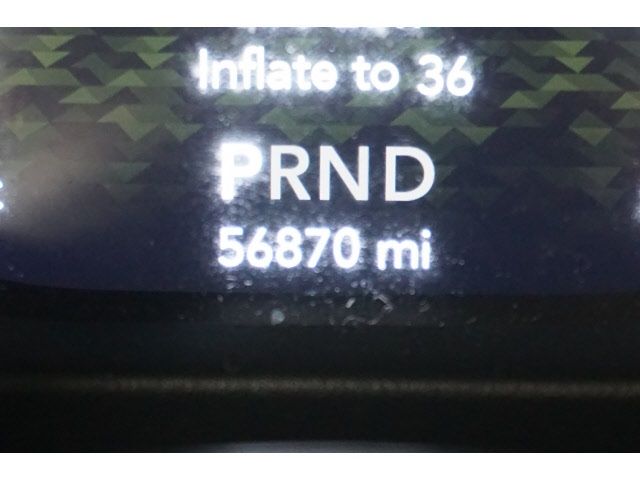 Inflate to 36
PRND
56870 mi